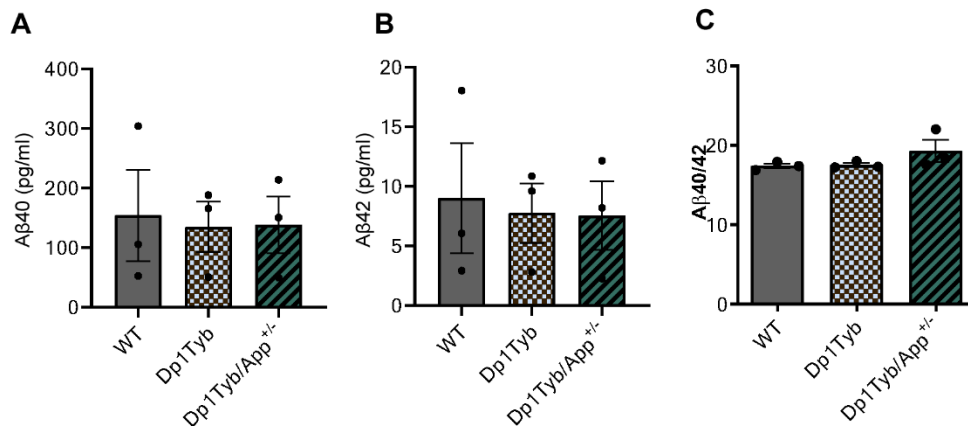 A
Aβ40 (pg/ml)
400
300
200
100
0
WT
Dp1Tyb
Dp1Tyb/App+/-
B
Aβ42 (pg/ml)
20
15
10
5
0
WT
Dp1Tyb
Dp1Tyb/App+/-
C
Aβ40/42
30
20
10
0
WT
Dp1Tyb
Dp1Tyb/App+/-